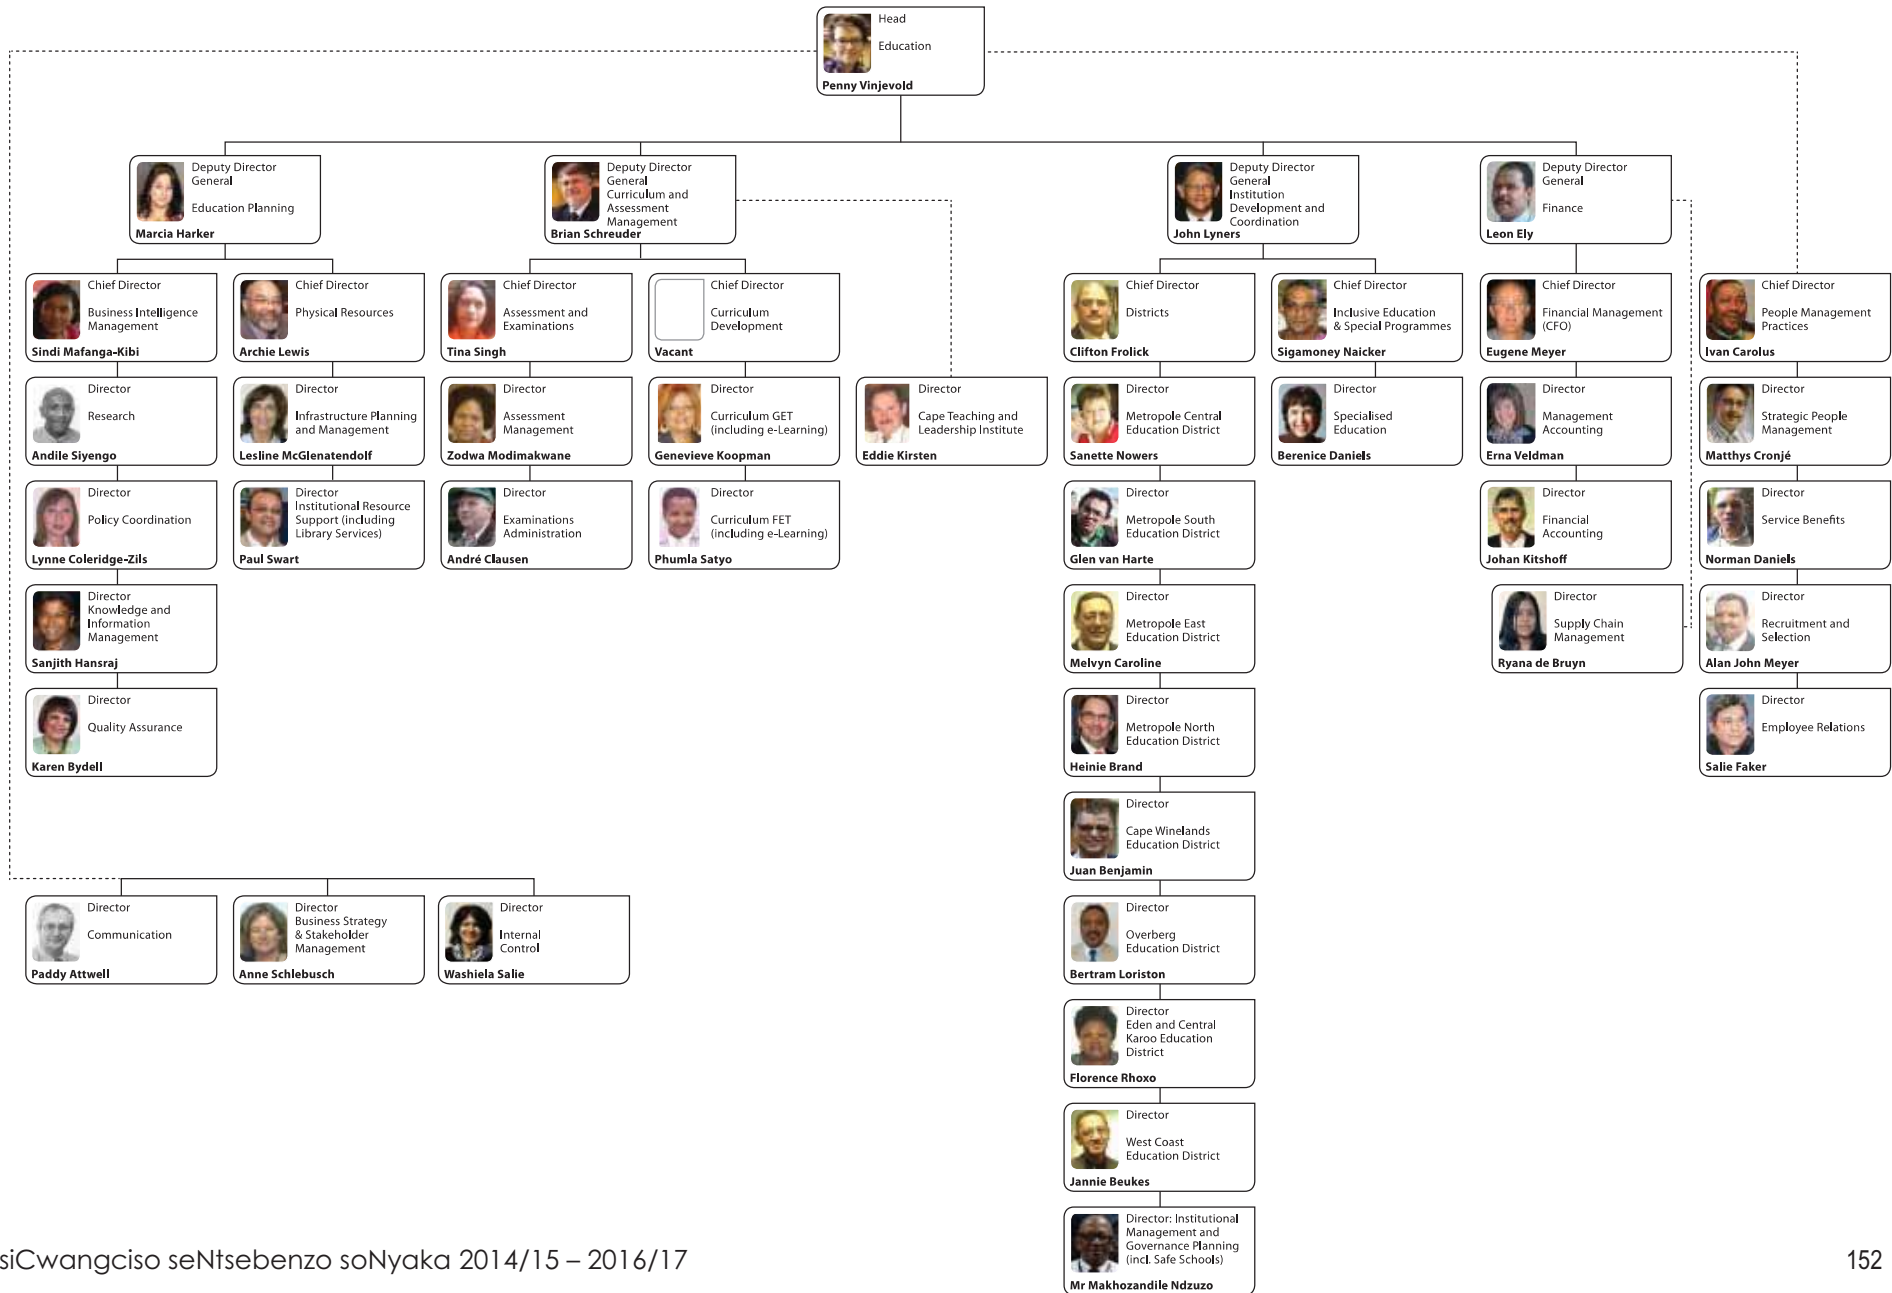 Head
Education
Penny Vinjevold
Deputy Director
General
Education Planning
Marcia Harker
Deputy Director
General
Curriculum and
Assessment
Management
Brian Schreuder
Deputy Director
General
Institution
Development and
Coordination
John Lyners
Deputy Director
General
Finance
Leon Ely
Chief Director
Business Intelligence
Management
Sindi Mafanga-Kibi
Chief Director
Physical Resources
Archie Lewis
Chief Director
Assessment and
Examinations
Tina Singh
Chief Director
Curriculum
Development
Vacant
Chief Director
Districts
Clifton Frolick
Chief Director
Inclusive Education
& Special Programmes
Sigamoney Naicker
Chief Director
Financial Management
(CFO)
Eugene Meyer
Chief Director
People Management
Practices
Ivan Carolus
Director
Research
Andile Siyengo
Director
Infrastructure Planning
and Management
Lesline McGlenatendolf
Director
Assessment
Management
Zodwa Modimakwane
Director
Curriculum GET
(including e-Learning)
Genevieve Koopman
Director
Cape Teaching and
Leadership Institute
Eddie Kirsten
Director
Metropole Central
Education District
Sanette Nowers
Director
Specialised
Education
Berenice Daniels
Director
Management
Accounting
Erna Veldman
Director
Strategic People
Management
Matthys Cronjé
Director
Policy Coordination
Lynne Coleridge-Zils
Director
Institutional Resource
Support (including
Library Services)
Paul Swart
Director
Examinations
Administration
André Clausen
Director
Curriculum FET
(including e-Learning)
Phumla Satyo
Director
Metropole South
Education District
Glen van Harte
Director
Financial
Accounting
Johan Kitshoff
Director
Service Benefits
Norman Daniels
Director
Knowledge and
Information
Management
Sanjith Hansraj
Director
Metropole East
Education District
Melvyn Caroline
Director
Supply Chain
Management
Ryana de Bruyn
Director
Recruitment and
Selection
Alan John Meyer
Director
Quality Assurance
Karen Bydell
Director
Metropole North
Education District
Heinie Brand
Director
Employee Relations
Salie Faker
Director
Cape Winelands
Education District
Juan Benjamin
Director
Communication
Paddy Attwell
Director
Business Strategy
& Stakeholder
Management
Anne Schlebusch
Director
Internal
Control
Washiela Salie
Director
Overberg
Education District
Bertram Loriston
Director
Eden and Central
Karoo Education
District
Florence Rhoxo
Director
West Coast
Education District
Jannie Beukes
Director: Institutional
Management and
Governance Planning
(incl. Safe Schools)
Mr Makhozandile Ndzuzo
siCwangciso seNtsebenzo soNyaka 2014/15 – 2016/17
152